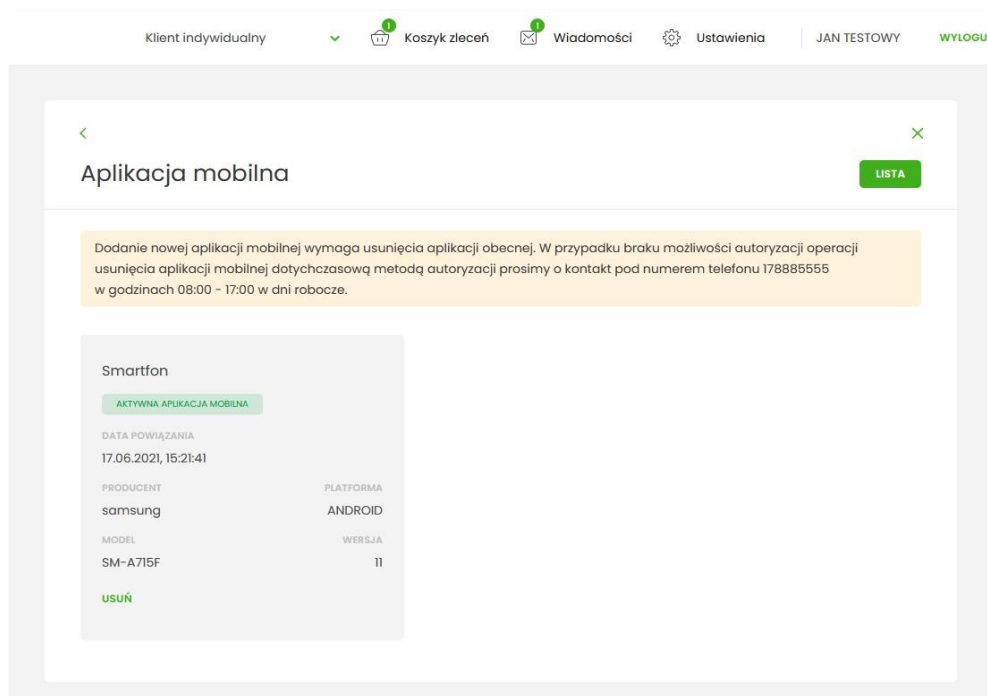 Klient indywidualny
1
Koszyk zleceń
1
Wiadomości
Ustawienia
JAN TESTOWY
WYLOGU
Aplikacja mobilna
LISTA
Dodanie nowej aplikacji mobilnej wymaga usunięcia aplikacji obecnej. W przypadku braku możliwości autoryzacji operacji
usunięcia aplikacji mobilnej dotychczasową metodą autoryzacji prosimy o kontakt pod numerem telefonu 178885555
w godzinach 08:00 - 17:00 w dni robocze.
Smartfon
AKTYWNA APLIKACJA MOBILNA
DATA POWIĄZANIA
17.06.2021, 15:21:41
PRODUCENT PLATFORMA
samsung ANDROID
MODEL WERSJA
SM-A715F 11
USUŃ